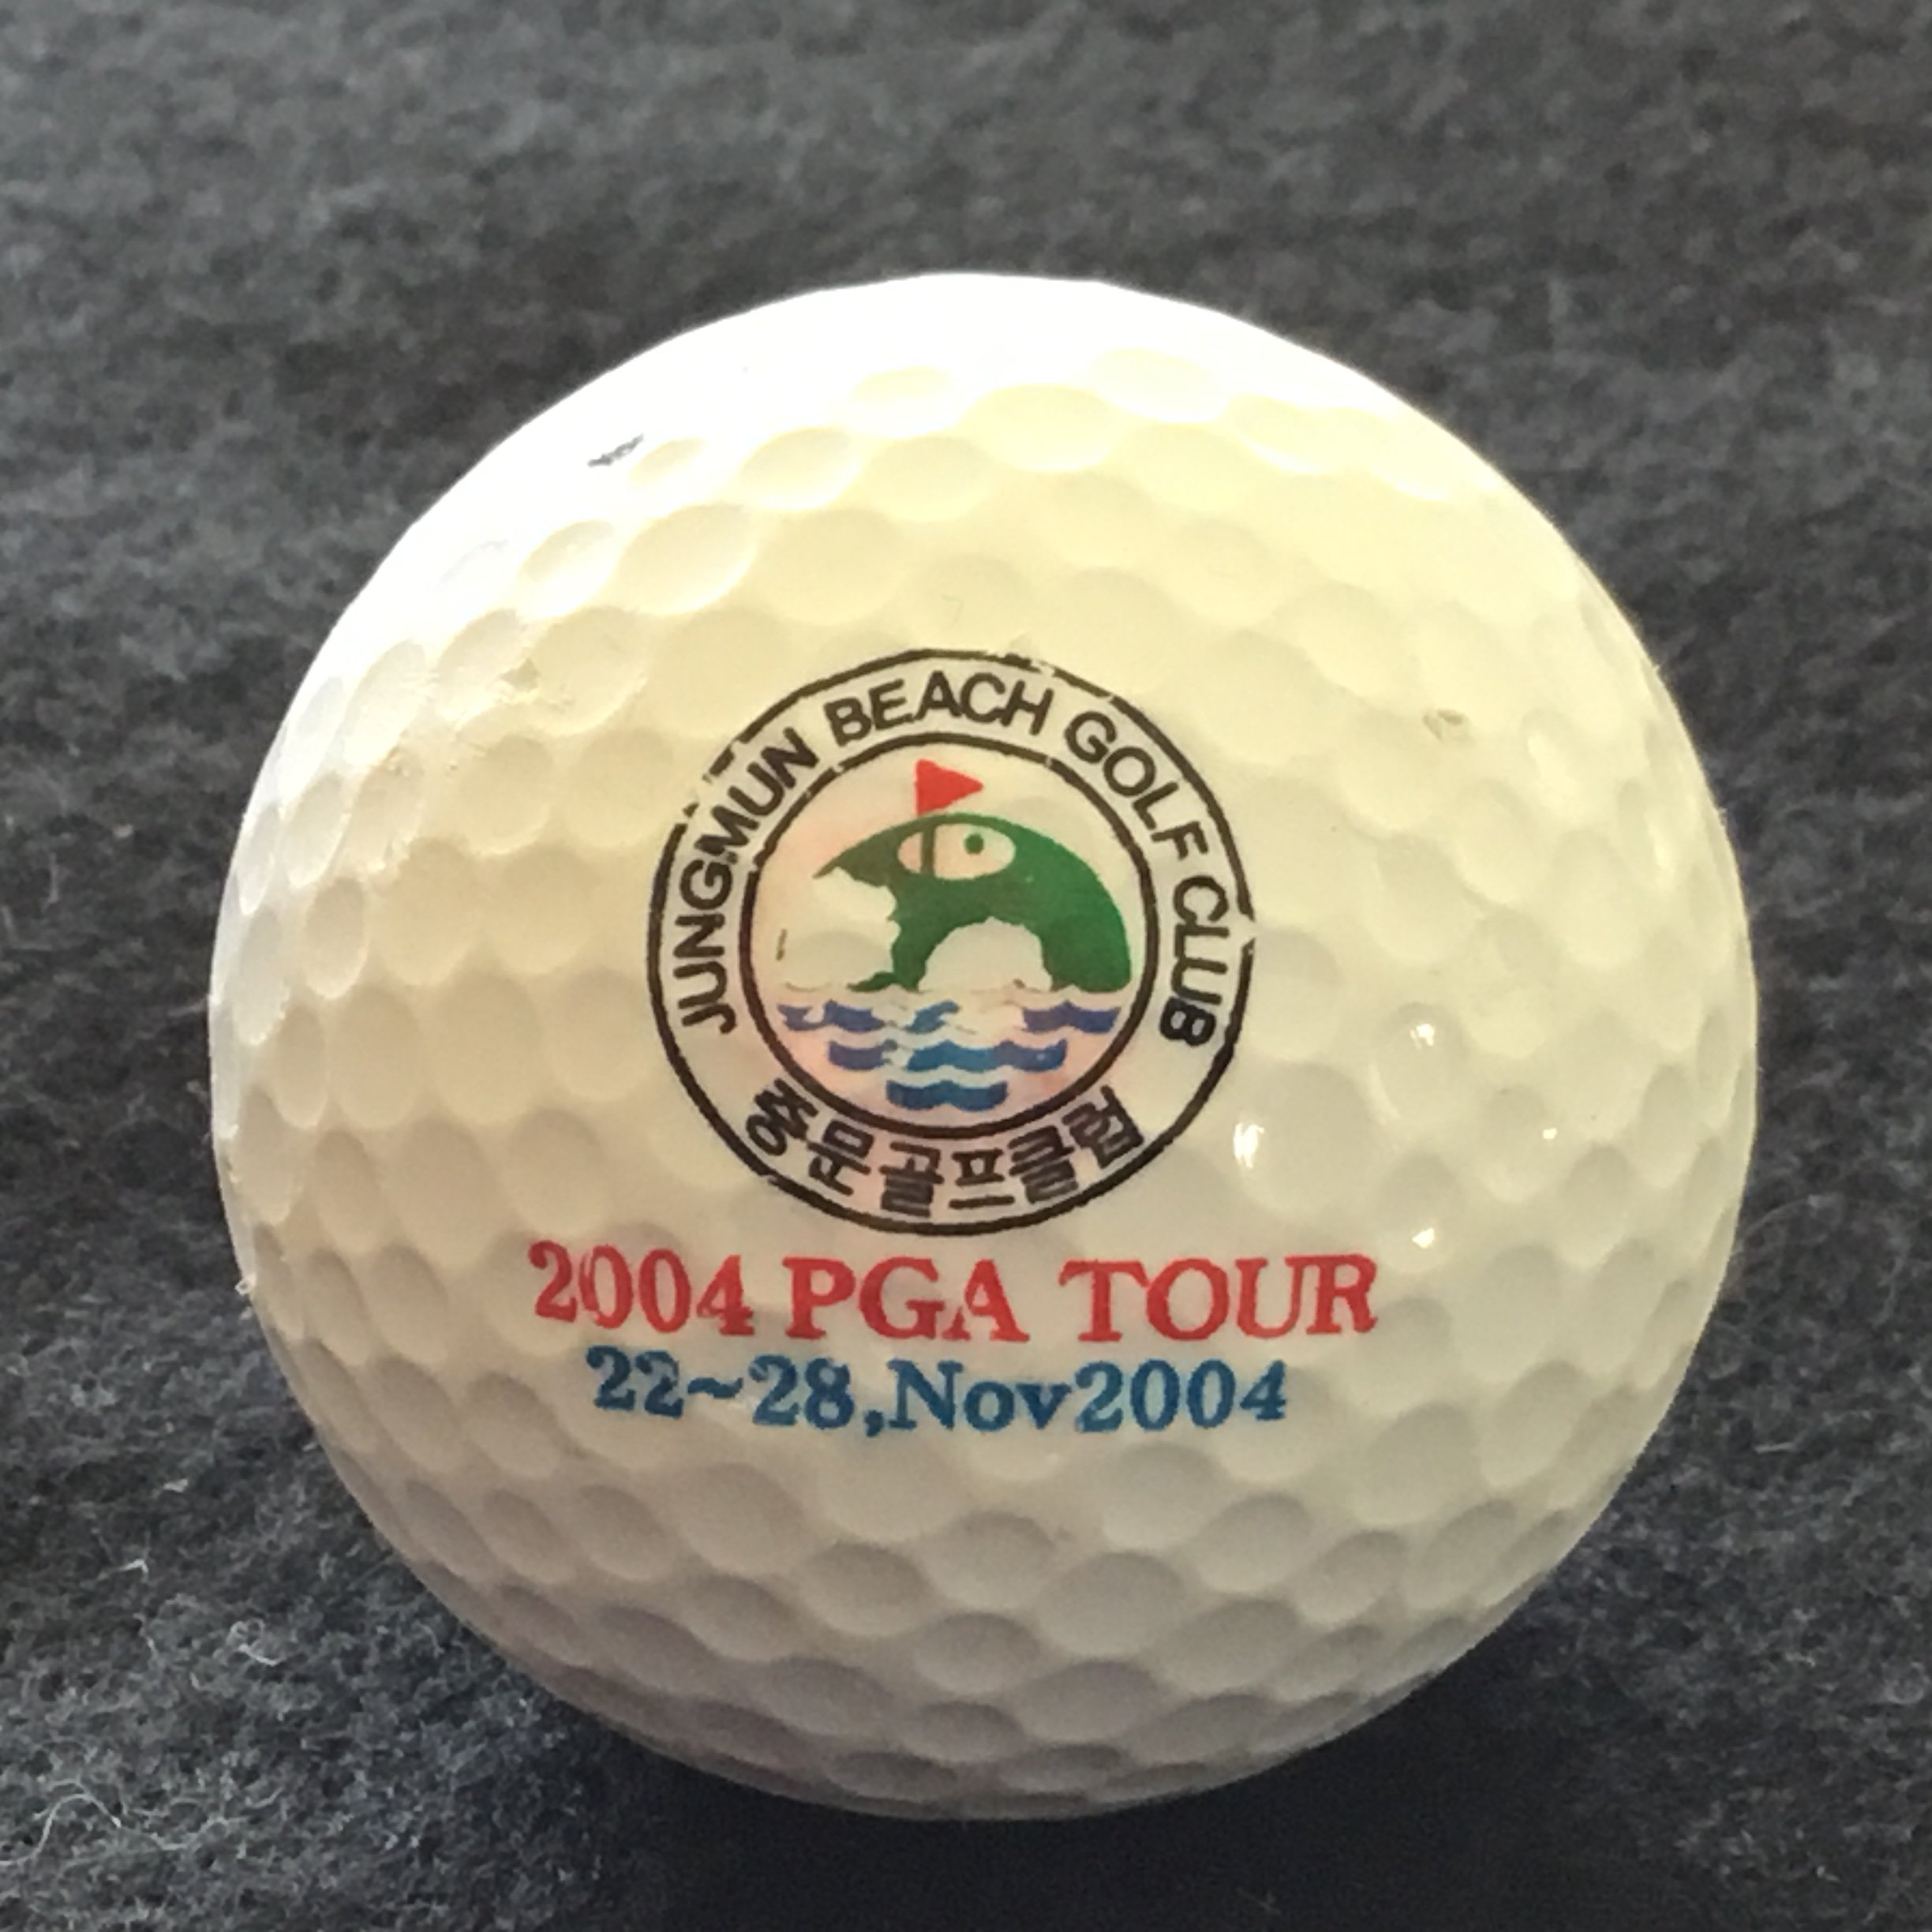 JUNGMUN BEACH GOLF CLUB
중문골프클럽
2004 PGA TOUR
22~28,Nov2004